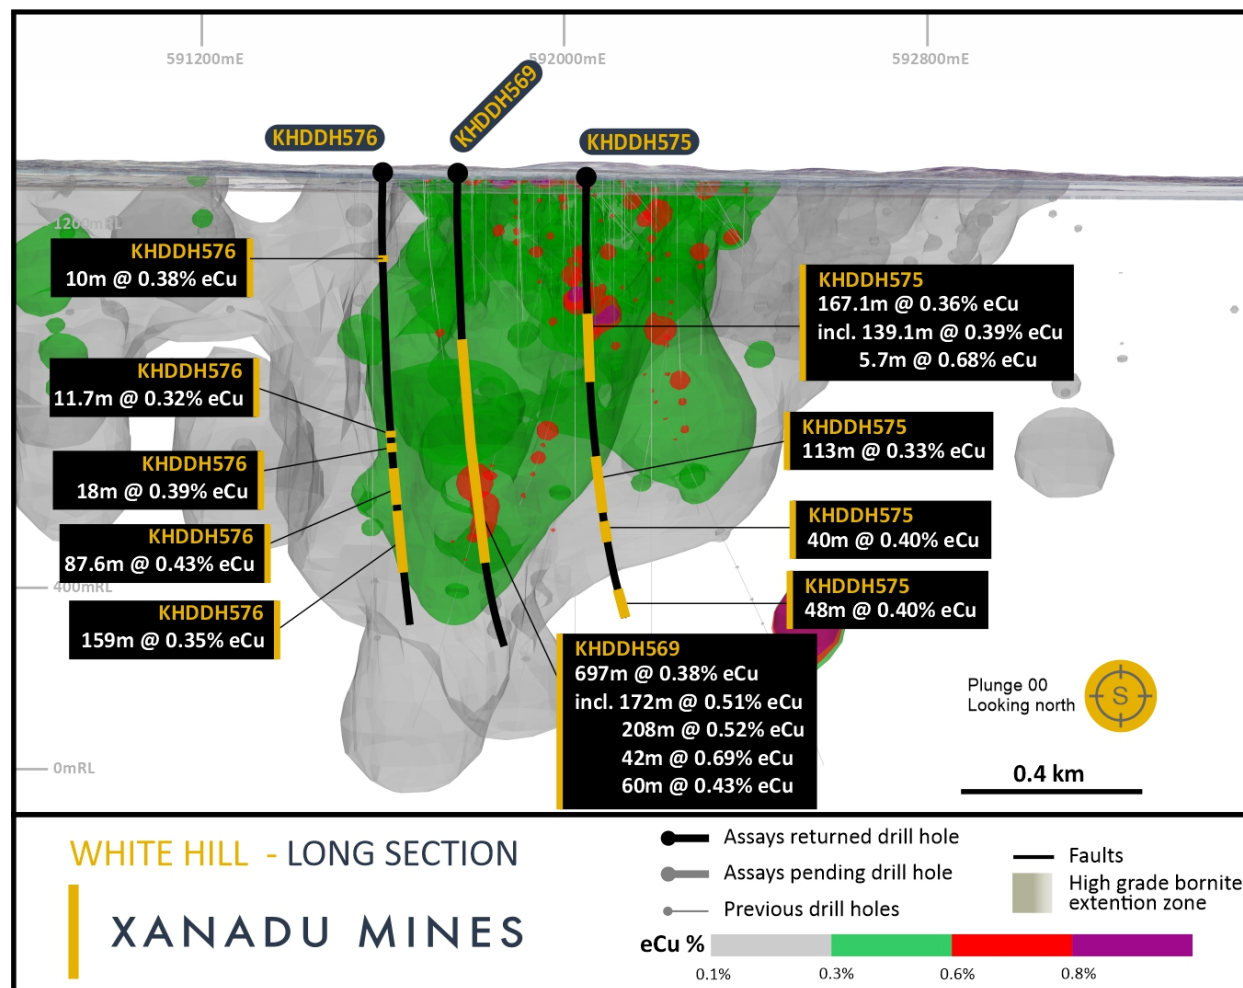 591200mE
592000mE
592800mE
KHDDH576
KHDDH569
KHDDH575
1200mRL
KHDDH576
10m @ 0.38% eCu
KHDDH575
167.1m @ 0.36% eCu
incl. 139.1m @ 0.39% eCu
5.7m @ 0.68% eCu
KHDDH576
11.7m @ 0.32% eCu
KHDDH575
113m @ 0.33% eCu
KHDDH576
18m @ 0.39% eCu
KHDDH575
40m @ 0.40% eCu
KHDDH576
87.6m @ 0.43% eCu
400mRL
KHDDH575
48m @ 0.40% eCu
KHDDH576
159m @ 0.35% eCu
KHDDH569
697m @ 0.38% eCu
incl. 172m @ 0.51% eCu
208m @ 0.52% eCu
42m @ 0.69% eCu
60m @ 0.43% eCu
Plunge 00
Looking north
S
0mRL
0.4 km
WHITE HILL - LONG SECTION
XANADU MINES
Assays returned drill hole
Assays pending drill hole
Previous drill holes
Faults
High grade bornite
extention zone
eCu %
0.1%
0.3%
0.6%
0.8%